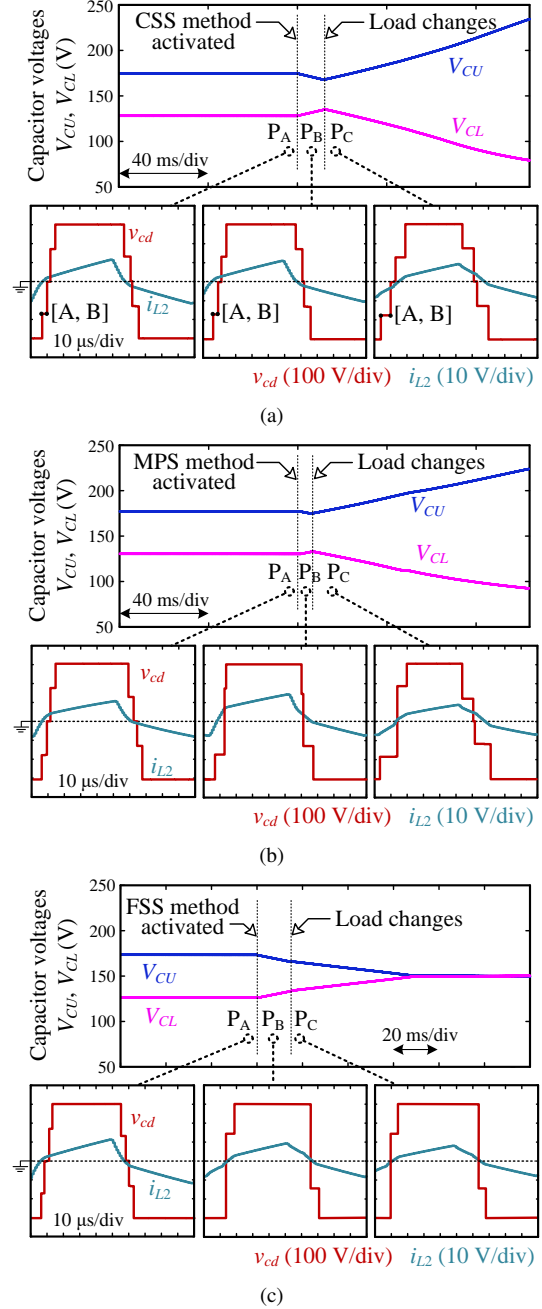 CSS method activated
Load changes
Capacitor voltages
V_CU, V_CL (V)
250
200
150
100
50
V_CU
V_CL
P_A P_B P_C
40 ms/div
v_cd
i_L2
[A, B]
10 μs/div
[A, B]
[A, B]
v_cd (100 V/div) i_L2 (10 V/div)
(a)
MPS method activated
Load changes
Capacitor voltages
V_CU, V_CL (V)
250
200
150
100
50
V_CU
V_CL
P_A P_B P_C
40 ms/div
v_cd
i_L2
10 μs/div
v_cd (100 V/div) i_L2 (10 V/div)
(b)
FSS method activated
Load changes
Capacitor voltages
V_CU, V_CL (V)
250
200
150
100
50
V_CU
V_CL
P_A P_B P_C
20 ms/div
v_cd
i_L2
10 μs/div
v_cd (100 V/div) i_L2 (10 V/div)
(c)